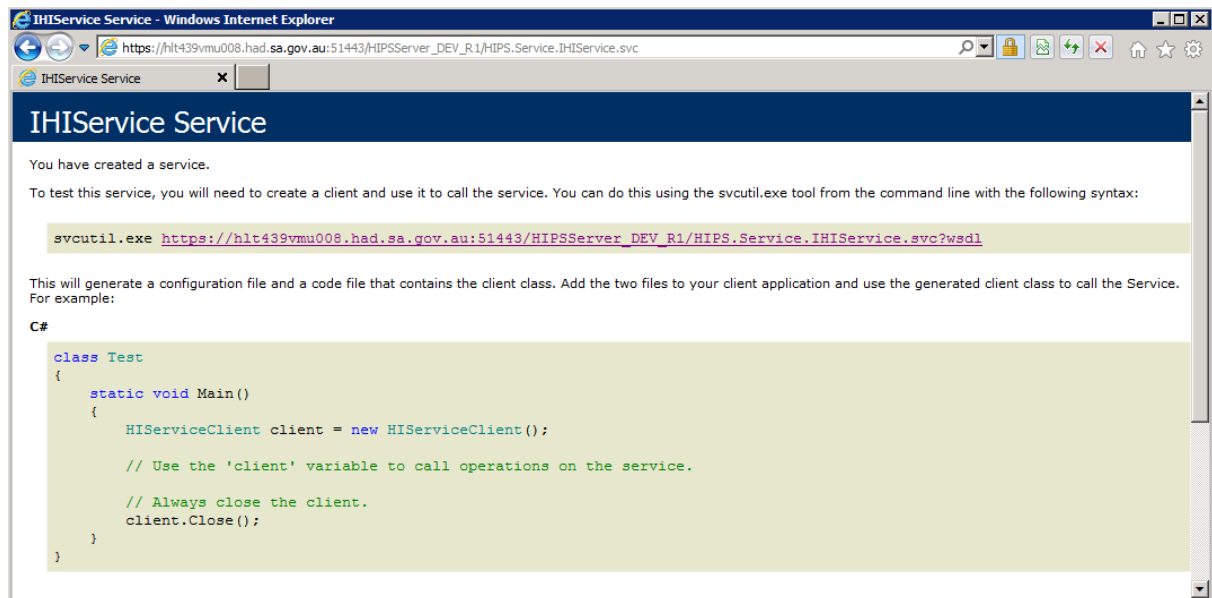 IHIService Service - Windows Internet Explorer
https://hlt439vmu008.had.sa.gov.au:51443/HIPSServer_DEV_R1/HIPS.Service.IHIService.svc
IHIService Service
IHIService Service
You have created a service.
To test this service, you will need to create a client and use it to call the service. You can do this using the svcutil.exe tool from the command line with the following syntax:
svcutil.exe https://hlt439vmu008.had.sa.gov.au:51443/HIPSServer_DEV_R1/HIPS.Service.IHIService.svc?wsdl
This will generate a configuration file and a code file that contains the client class. Add the two files to your client application and use the generated client class to call the Service.
For example:
C#
class Test
{
    static void Main()
    {
        HIServiceClient client = new HIServiceClient();
        // Use the 'client' variable to call operations on the service.
        // Always close the client.
        client.Close();
    }
}